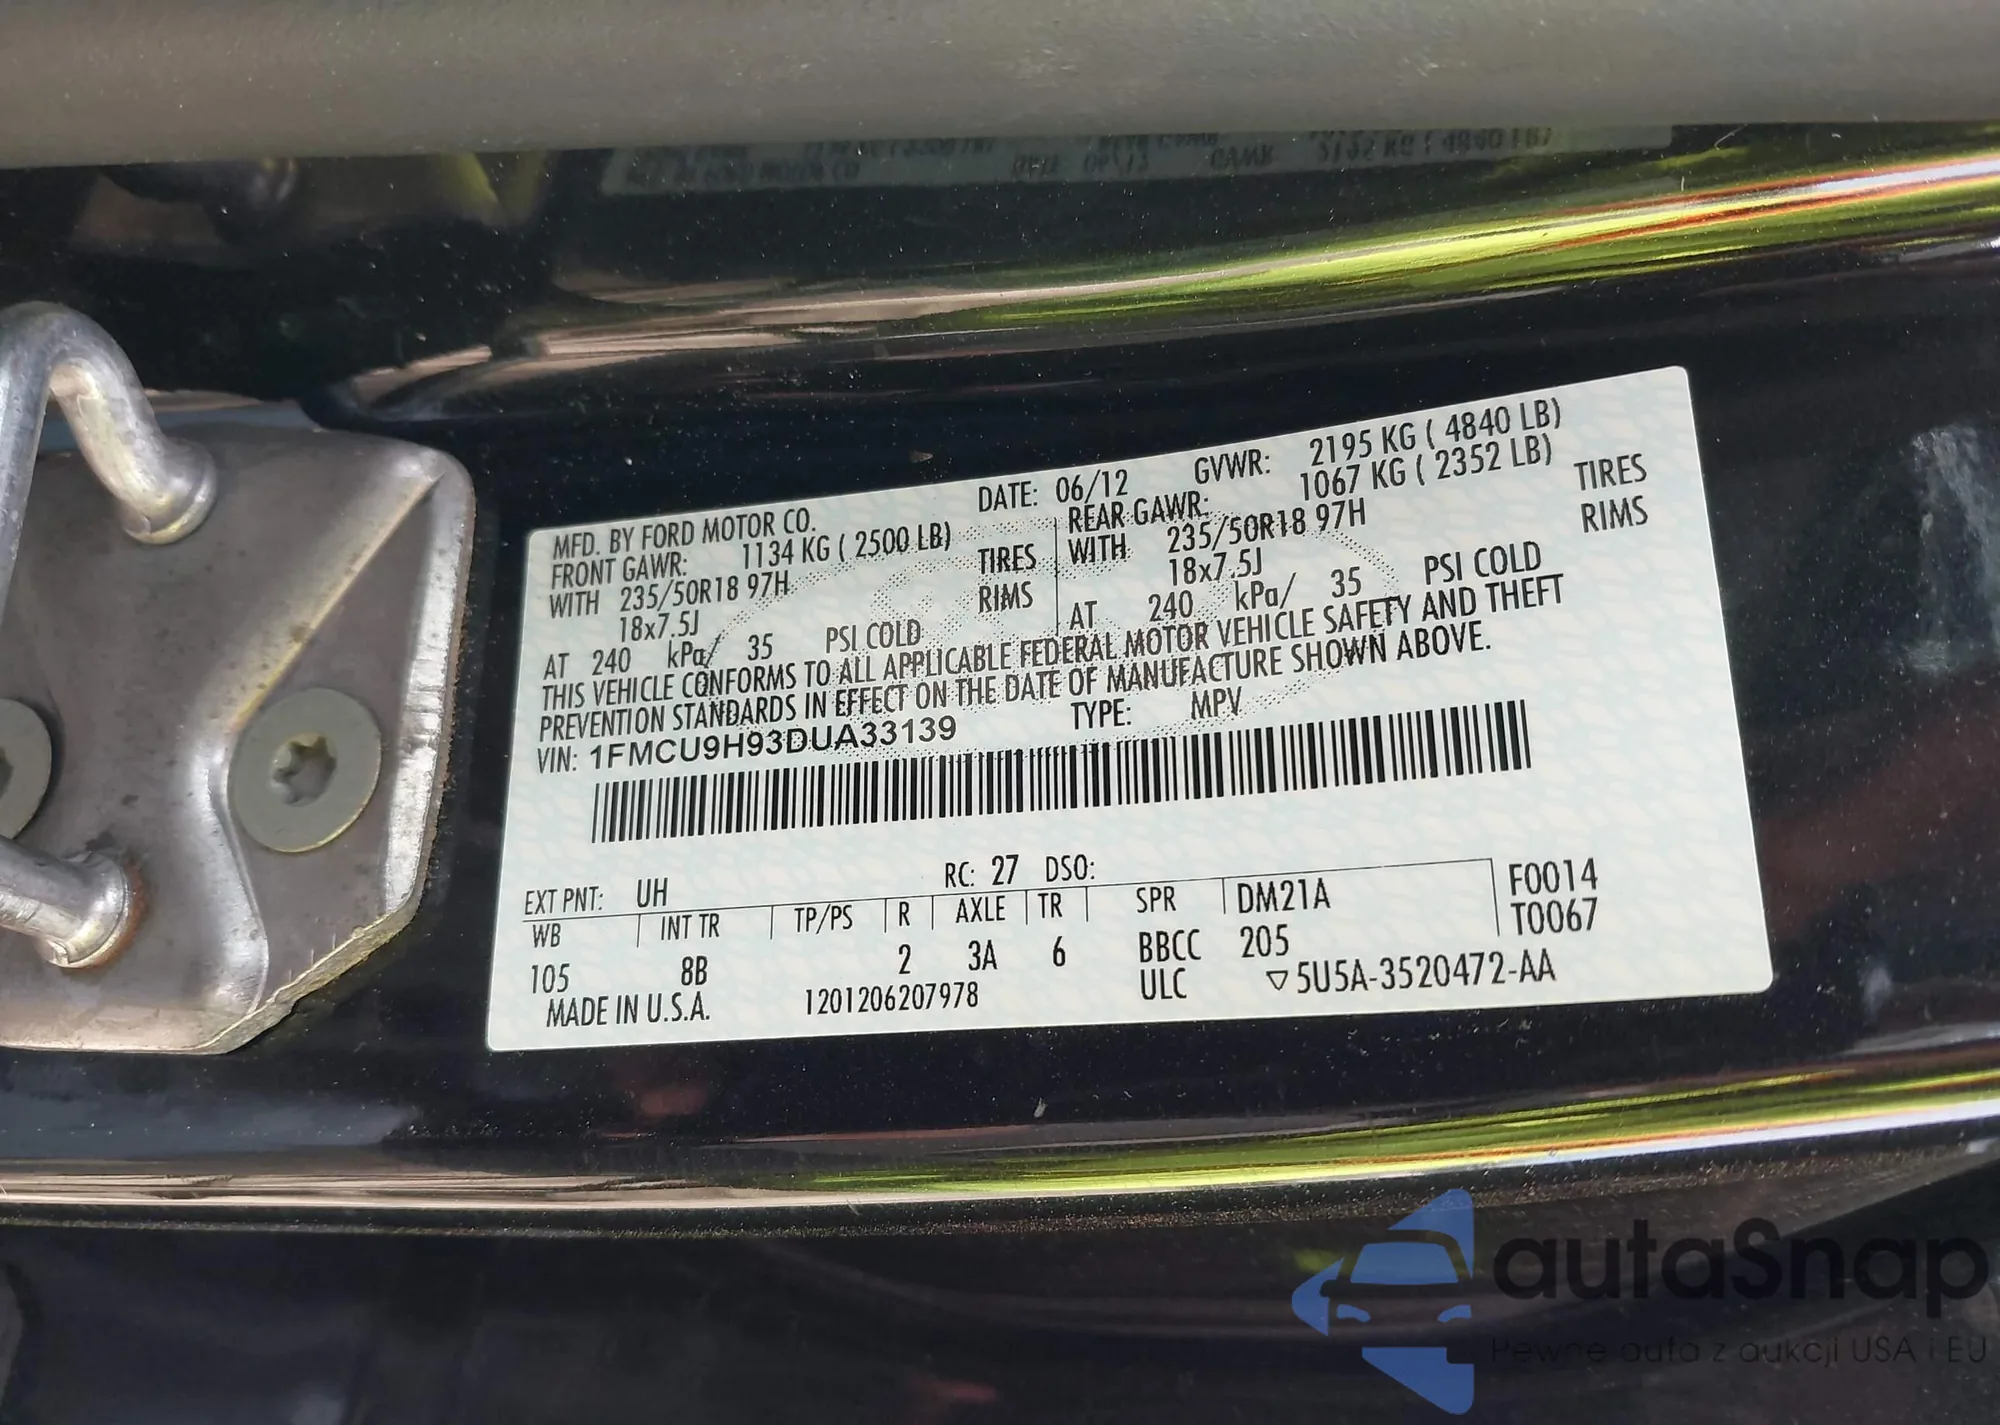 MFD. BY FORD MOTOR CO. DATE: 06/12 GVWR: 2195 KG ( 4840 LB)
FRONT GAWR: 1134 KG ( 2500 LB) REAR GAWR: 1067 KG ( 2352 LB)
WITH 235/50R18 97H TIRES WITH 235/50R18 97H TIRES
18x7.5J RIMS 18x7.5J RIMS
AT 240 kPa/ 35 PSI COLD AT 240 kPa/ 35 PSI COLD
THIS VEHICLE CONFORMS TO ALL APPLICABLE FEDERAL MOTOR VEHICLE SAFETY AND THEFT
PREVENTION STANDARDS IN EFFECT ON THE DATE OF MANUFACTURE SHOWN ABOVE.
VIN: 1FMCU9H93DUA33139 TYPE: MPV
EXT PNT: UH RC: 27 DSO: F0014
WB INT TR TP/PS R AXLE TR SPR DM21A T0067
105 8B 2 3A 6 BBCC 205
MADE IN U.S.A. 1201206207978 ULC ▽5U5A-3520472-AA
autaSnap
Pewne auta z aukcji USA i EU